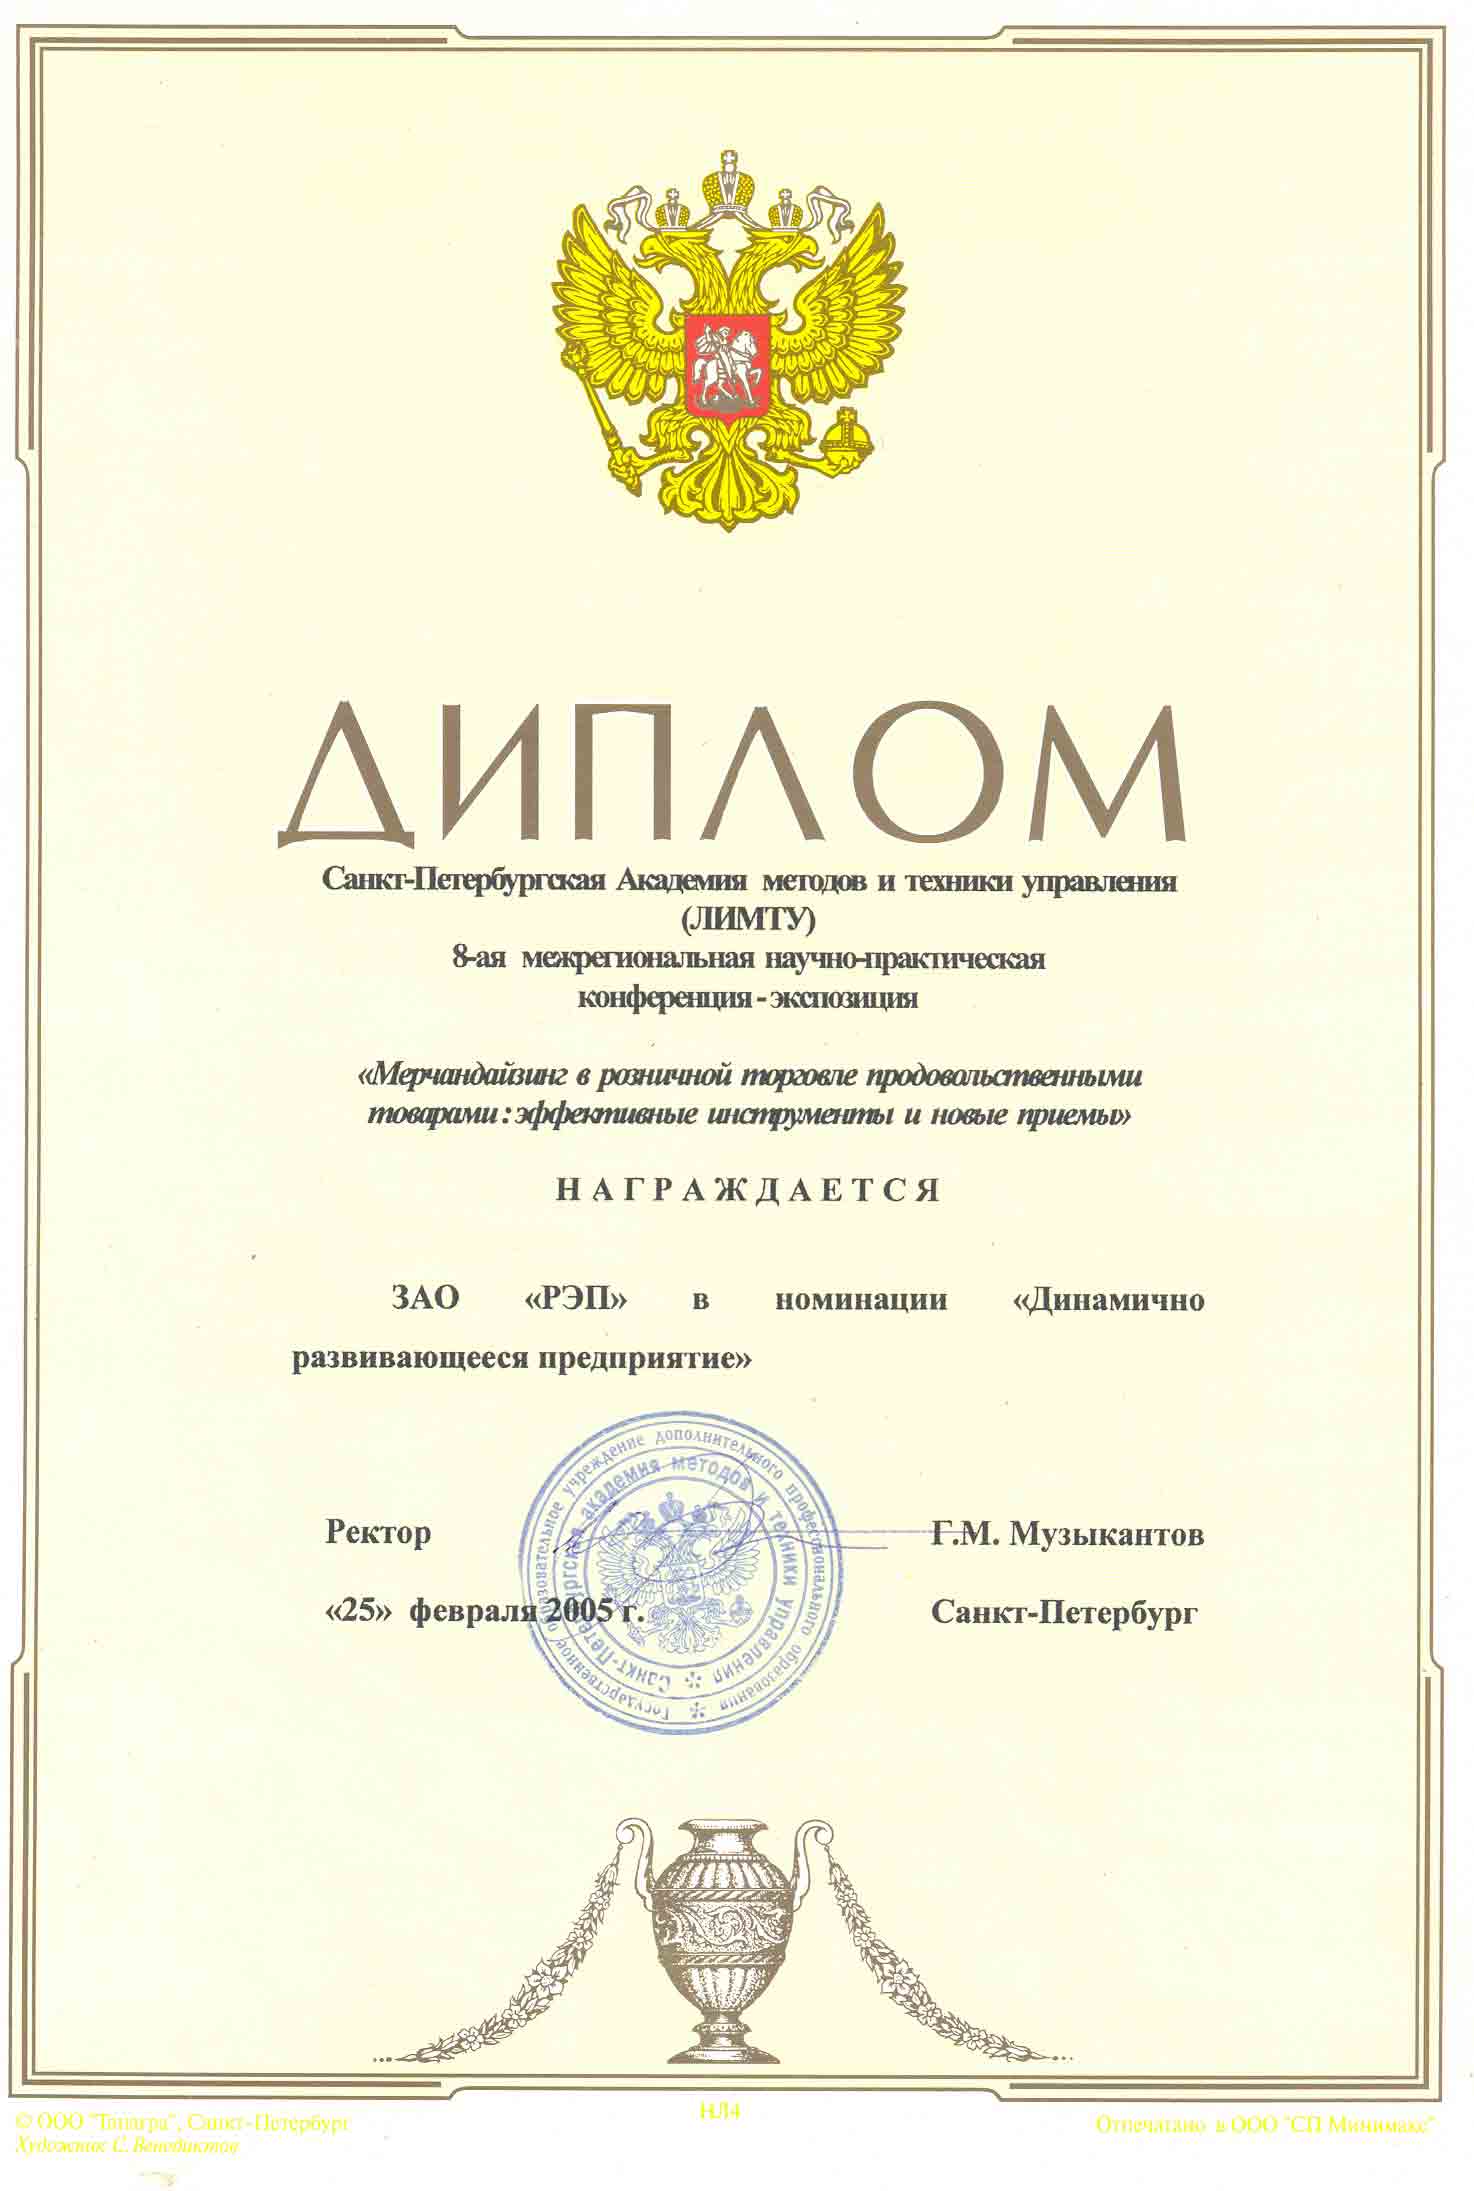 ДИПЛОМ
Санкт-Петербургская Академия методов и техники управления
(ЛИМТУ)
8-ая межрегиональная научно-практическая
конференция - экспозиция
«Мерчандайзинг в розничной торговле продовольственными
товарами : эффективные инструменты и новые приемы»
НАГРАЖДАЕТСЯ
ЗАО «РЭП» в номинации «Динамично
развивающееся предприятие»
Государственное образовательное учреждение дополнительного професионального образования
Санкт-Петербургская академия методов и техники управления
Ректор Г.М. Музыкантов
«25» февраля 2005 г. Санкт-Петербург
© ООО "Танагра", Санкт-Петербург
Художник С. Венедиктов
НЛ4
Отпечатано в ООО "СП Минимакс"